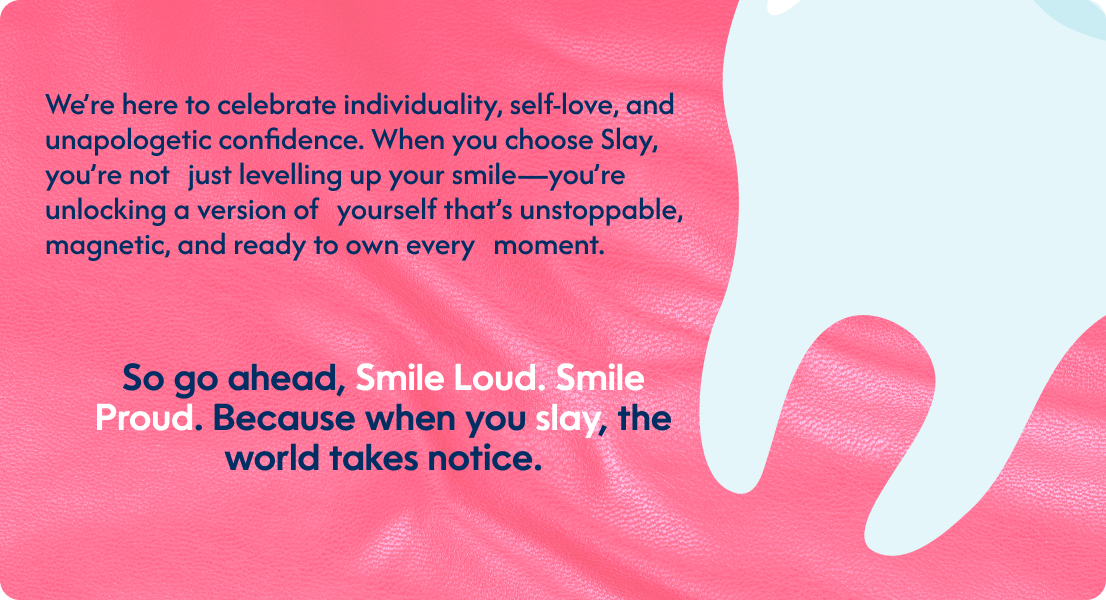 We're here to celebrate individuality, self-love, and
unapologetic confidence. When you choose Slay,
you're not just levelling up your smile—you're
unlocking a version of yourself that's unstoppable,
magnetic, and ready to own every moment.
So go ahead, Smile Loud. Smile
Proud. Because when you slay, the
world takes notice.